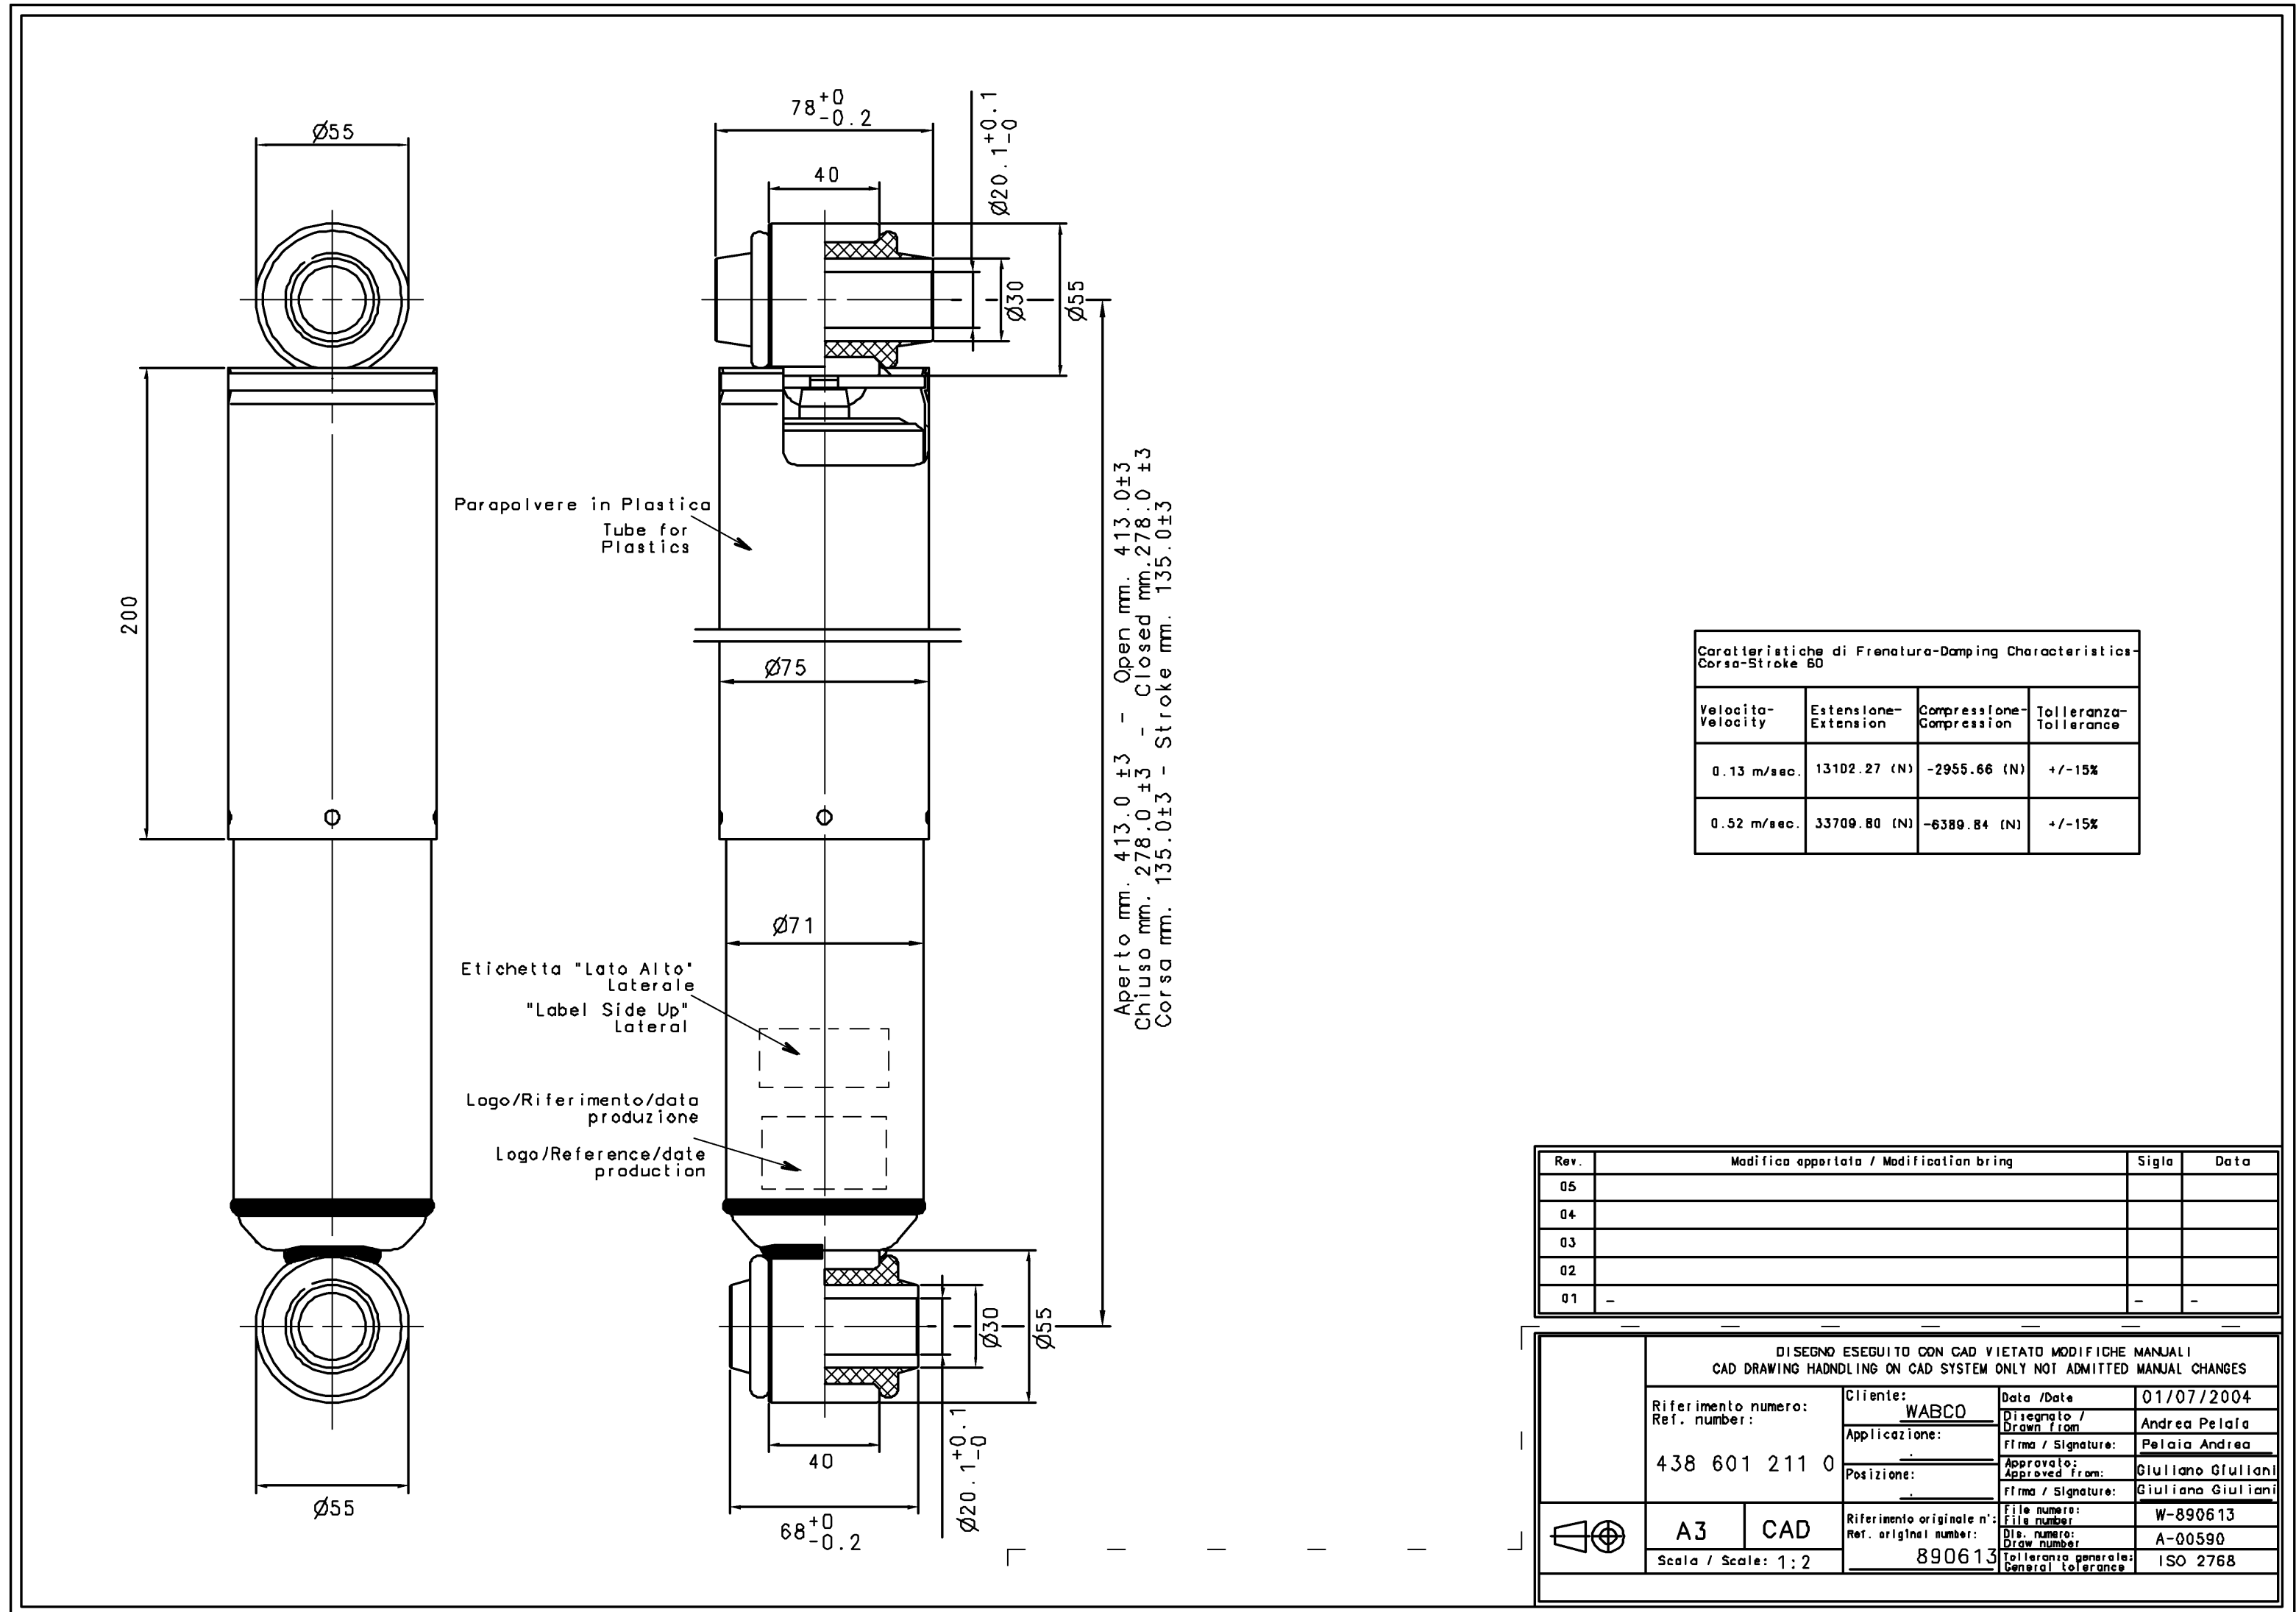 Ø55
78 +0 -0.2
40
Ø20.1 +0.1 -0
Ø30
Ø55
200
Parapolvere in Plastica
Tube for
Plastics
Ø75
Aperto mm. 413.0 ±3 - Open mm. 413.0±3
Chiuso mm. 278.0 ±3 - Closed mm.278.0 ±3
Corsa mm. 135.0±3 - Stroke mm. 135.0±3
Ø71
Etichetta "Lato Alto"
Laterale
"Label Side Up"
Lateral
Logo/Riferimento/data
produzione
Logo/Reference/date
production
Ø30
Ø55
40
Ø20.1 +0.1 -0
68 +0 -0.2
Ø55
Caratteristiche di Frenatura-Damping Characteristics-
Corsa-Stroke 60
Velocita- Estensione- Compressione- Tolleranza-
Velocity Extension Compression Tollerance
0.13 m/sec. 13102.27 (N) -2955.66 (N) +/-15%
0.52 m/sec. 33709.80 (N) -6389.84 (N) +/-15%
Rev. Modifica apportata / Modification bring Sigla Data
05
04
03
02
01 - - -
DISEGNO ESEGUITO CON CAD VIETATO MODIFICHE MANUALI
CAD DRAWING HADNDLING ON CAD SYSTEM ONLY NOT ADMITTED MANUAL CHANGES
Riferimento numero:
Ref. number:
438 601 211 0
Cliente:
WABCO
Applicazione:
.
Posizione:
.
Data /Date 01/07/2004
Disegnato /
Drawn from Andrea Pelaia
Firma / Signature: Pelaia Andrea
Approvato:
Approved from: Giuliano Giuliani
Firma / Signature: Giuliano Giuliani
A3 CAD
Scala / Scale: 1:2
Riferimento originale n°:
Ref. original number:
890613
File numero:
File number W-890613
Dis. numero:
Draw number A-00590
Tolleranza generale:
General tolerance ISO 2768